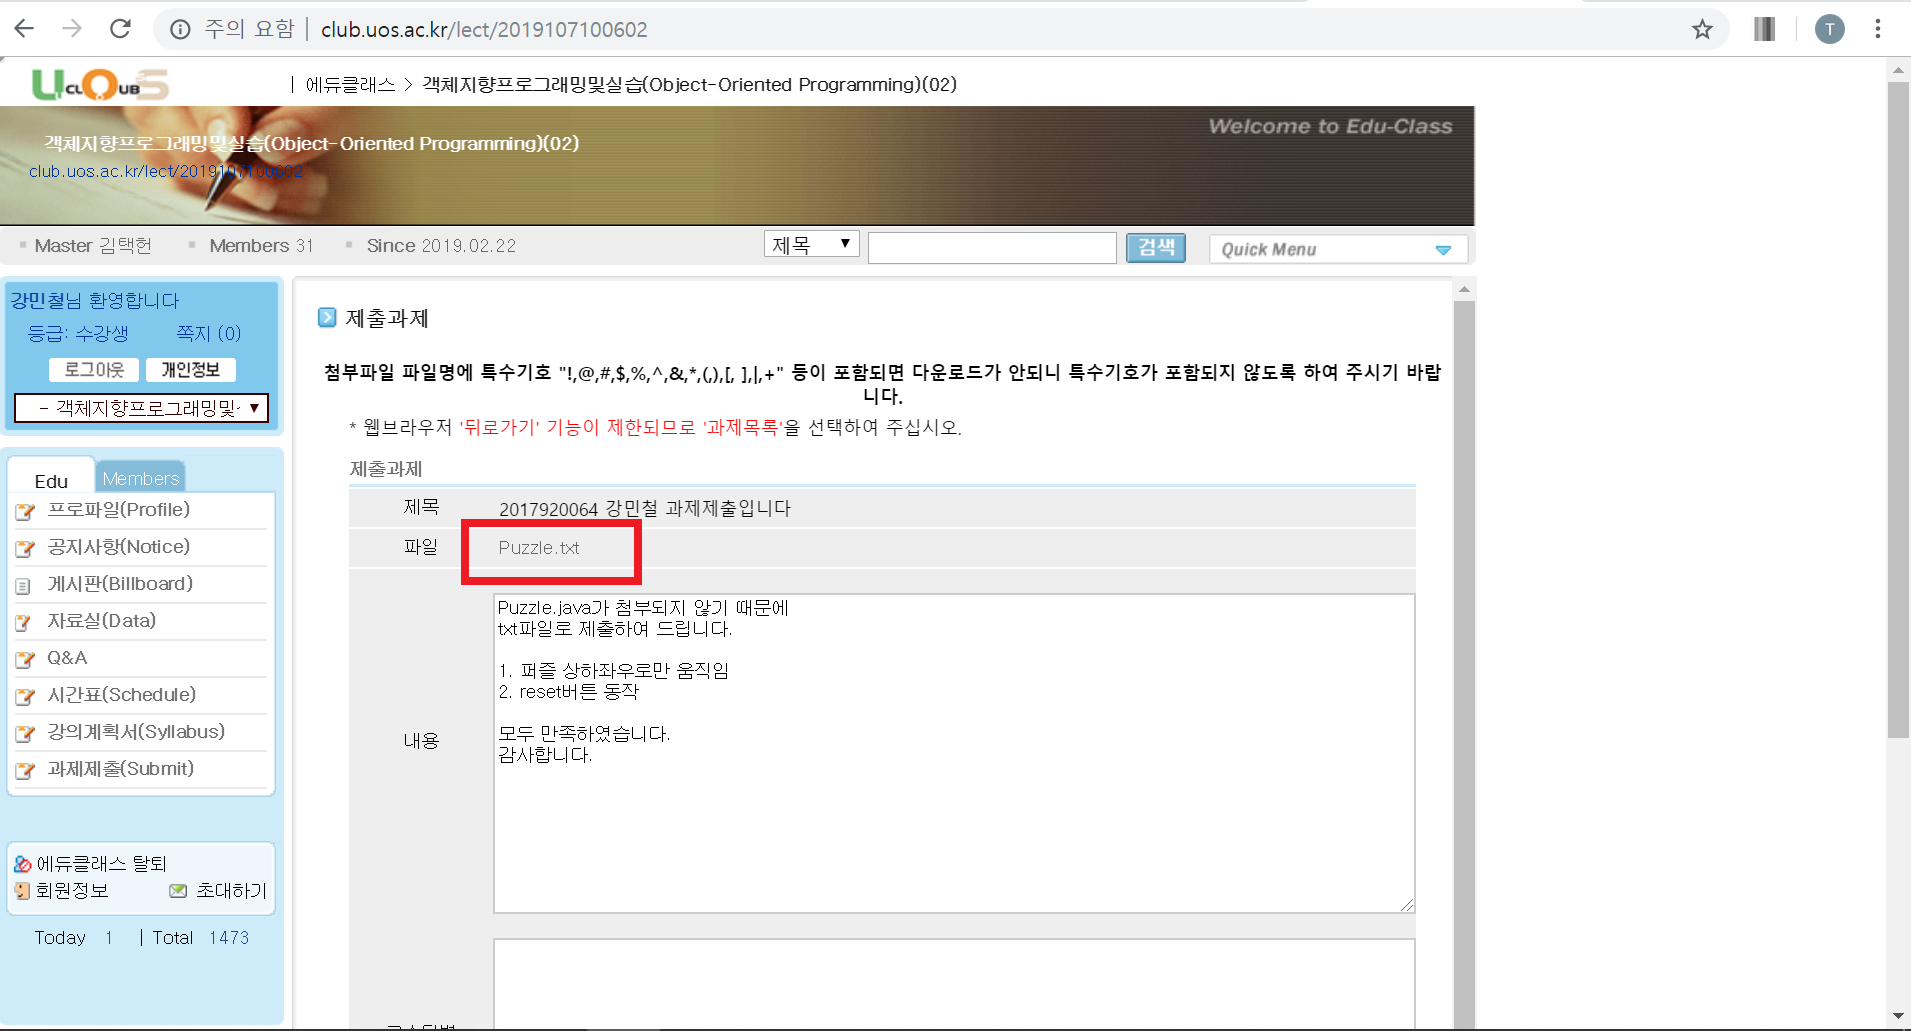 주의 요함 | club.uos.ac.kr/lect/2019107100602
T
UCLOUBS
| 에듀클래스 > 객체지향프로그래밍및실습(Object-Oriented Programming)(02)
Welcome to Edu-Class
객체지향프로그래밍및실습(Object-Oriented Programming)(02)
club.uos.ac.kr/lect/2019107100602
Master 김택헌 Members 31 Since 2019.02.22
제목 ▼ 검색 Quick Menu
강민철님 환영합니다
등급: 수강생 쪽지 (0)
로그아웃 개인정보
- 객체지향프로그래밍및 ▼
Edu Members
프로파일(Profile)
공지사항(Notice)
게시판(Billboard)
자료실(Data)
Q&A
시간표(Schedule)
강의계획서(Syllabus)
과제제출(Submit)
에듀클래스 탈퇴
회원정보 초대하기
Today 1 | Total 1473
제출과제
첨부파일 파일명에 특수기호 "!,@,#,$,%,^,&,*,(,),[, ],|,+" 등이 포함되면 다운로드가 안되니 특수기호가 포함되지 않도록 하여 주시기 바랍
니다.
* 웹브라우저 '뒤로가기' 기능이 제한되므로 '과제목록'을 선택하여 주십시오.
제출과제
제목 2017920064 강민철 과제제출입니다
파일 Puzzle.txt
내용
Puzzle.java가 첨부되지 않기 때문에
txt파일로 제출하여 드립니다.
1. 퍼즐 상하좌우로만 움직임
2. reset버튼 동작
모두 만족하였습니다.
감사합니다.